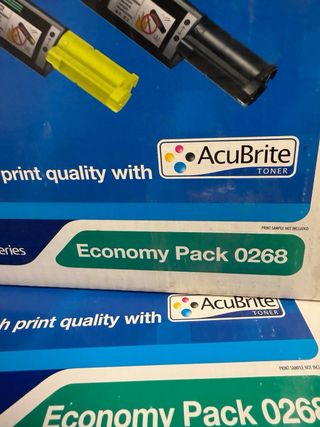 print quality with AcuBrite
TONER
PRINT SAMPLE NOT INCLUDED
eries
Economy Pack 0268
h print quality with AcuBrite
TONER
PRINT SAMPLE NOT INCL
Economy Pack 0268